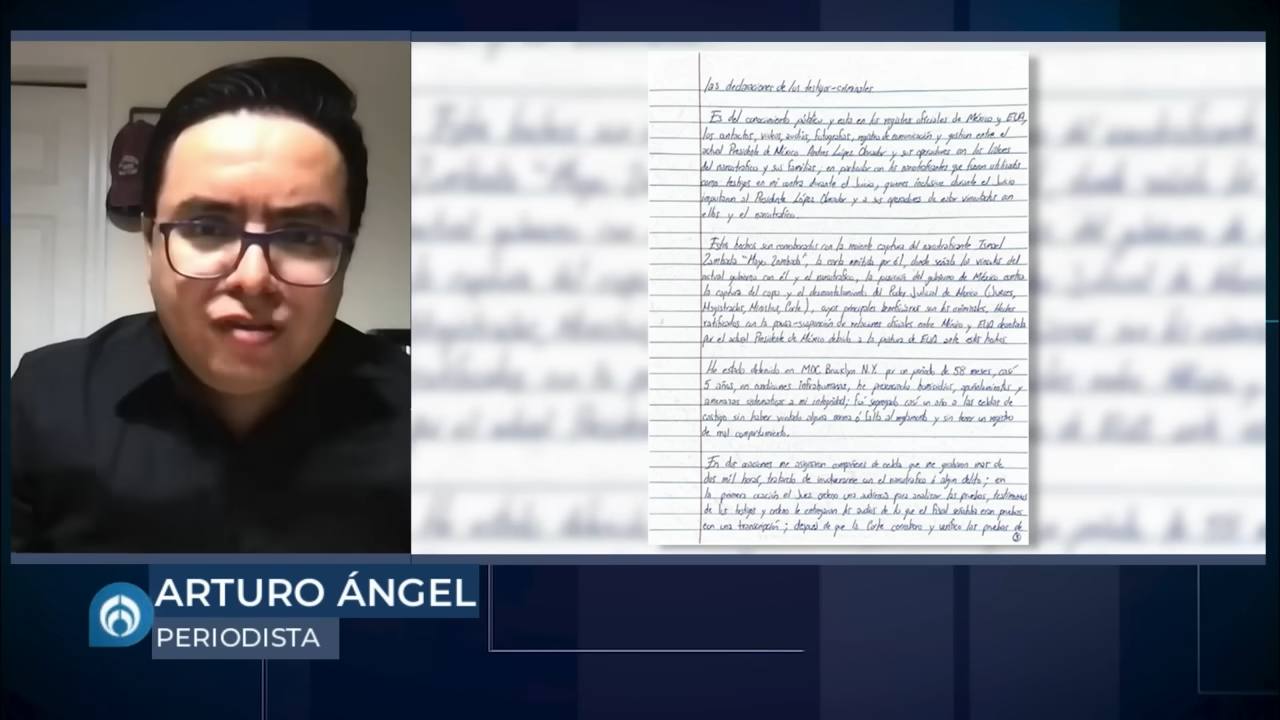 las declaraciones de los testigos-criminales.
Es del conocimiento público y está en los registros oficiales de México y EUA,
los contactos, videos, audios, fotografías, registro de comunicación y gestión entre el
actual Presidente de México Andrés López Obrador y sus operadores con los líderes
del narcotráfico y sus familias, en particular con los narcotraficantes que fueron utilizados
como testigos en mi contra durante el Juicio, quienes inclusive durante el Juicio
imputaron al Presidente López Obrador y a sus operadores de estar vinculados con
ellos y el narcotráfico.
Estos hechos son corroborados con la reciente captura del narcotraficante Ismael
Zambada "Mayo Zambada", la carta emitida por él, donde señala los vínculos del
actual gobierno con él y el narcotráfico, la posición del gobierno de México contra
la captura del capo y el desmantelamiento del Poder Judicial de México (Jueces,
Magistrados, Ministros, Corte), cuyos principales beneficiarios son los criminales. Hechos
ratificados con la pausa-suspensión de relaciones oficiales entre México y EUA decretada
por el actual Presidente de México debido a la postura de EUA ante estos hechos
He estado detenido en MDC Brooklyn N.Y. por un periodo de 58 meses, casi
5 años, en condiciones infrahumanas, he presenciado homicidios, apuñalamientos y
amenazas sistemáticas a mi integridad; fuí segregado casi un año a las celdas de
castigo sin haber violado alguna norma ó falta al reglamento y sin tener un registro
de mal comportamiento.
En dos ocasiones me asignaron compañeros de celda que me grabaron más de
dos mil horas, tratando de involucrarme con el narcotráfico ó algún delito; en
la primera ocasión el Juez ordenó una audiencia para analizar las pruebas, testimonios
de los testigos y ordenó le entregaran los audios de lo que el Fiscal señalaba eran pruebas
con una transcripción; después de que la Corte corroboró y verificó las pruebas de
ARTURO ÁNGEL
PERIODISTA